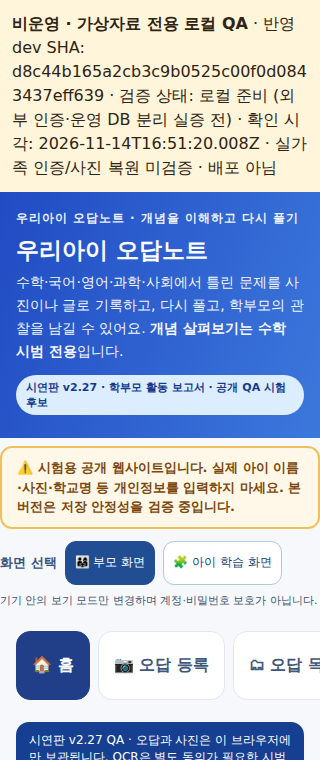 비운영 · 가상자료 전용 로컬 QA · 반영
dev SHA:
d8c44b165a2cb3c9b0525c00f0d084
3437eff639 · 검증 상태: 로컬 준비 (외
부 인증·운영 DB 분리 실증 전) · 확인 시
각: 2026-11-14T16:51:20.008Z · 실가
족 인증/사진 복원 미검증 · 배포 아님
우리아이 오답노트 · 개념을 이해하고 다시 풀기
우리아이 오답노트
수학·국어·영어·과학·사회에서 틀린 문제를 사
진이나 글로 기록하고, 다시 풀고, 학부모의 관
찰을 남길 수 있어요. 개념 살펴보기는 수학
시범 전용입니다.
시연판 v2.27 · 학부모 활동 보고서 · 공개 QA 시험
후보
⚠️ 시험용 공개 웹사이트입니다. 실제 아이 이름
·사진·학교명 등 개인정보를 입력하지 마세요. 본
버전은 저장 안정성을 검증 중입니다.
화면 선택 👨‍👩‍👧 부모 화면 🧩 아이 학습 화면
기기 안의 보기 모드만 변경하며 계정·비밀번호 보호가 아닙니다.
🏠 홈 📷 오답 등록 🗂 오답 목
시연판 v2.27 QA · 오답과 사진은 이 브라우저에
만 보관됩니다. OCR은 별도 동의가 필요한 시범